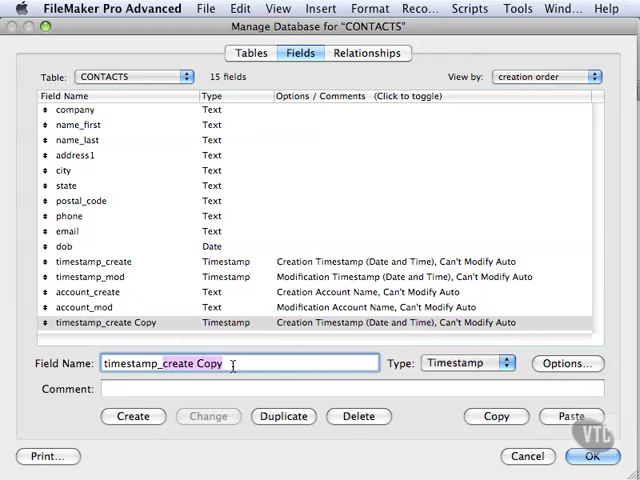 FileMaker Pro Advanced File Edit View Insert Format Reco... Scripts Tools Wind... Help
Manage Database for “CONTACTS”
Tables Fields Relationships
Table: CONTACTS 15 fields View by: creation order
Field Name Type Options / Comments (Click to toggle)
company Text
name_first Text
name_last Text
address1 Text
city Text
state Text
postal_code Text
phone Text
email Text
dob Date
timestamp_create Timestamp Creation Timestamp (Date and Time), Can't Modify Auto
timestamp_mod Timestamp Modification Timestamp (Date and Time), Can't Modify Auto
account_create Text Creation Account Name, Can't Modify Auto
account_mod Text Modification Account Name, Can't Modify Auto
timestamp_create Copy Timestamp Creation Timestamp (Date and Time), Can't Modify Auto
Field Name: timestamp_create Copy Type: Timestamp Options...
Comment:
Create Change Duplicate Delete Copy Paste
VTC
Print... Cancel OK